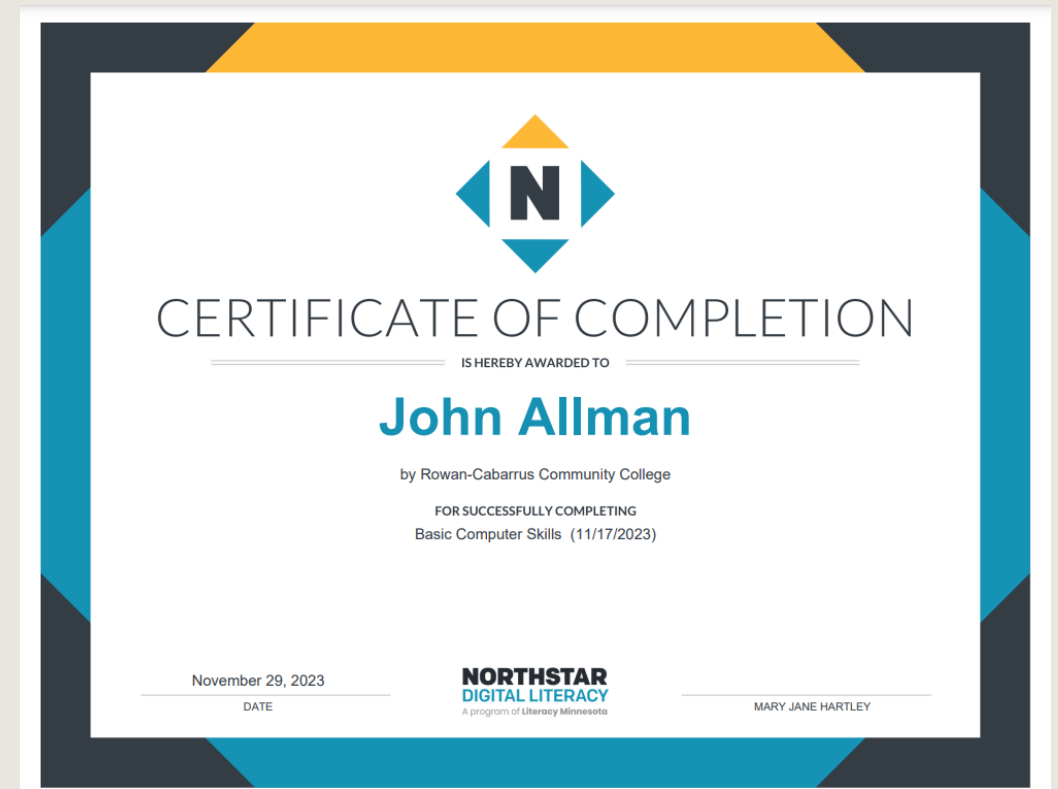 N
CERTIFICATE OF COMPLETION
IS HEREBY AWARDED TO
John Allman
by Rowan-Cabarrus Community College
FOR SUCCESSFULLY COMPLETING
Basic Computer Skills (11/17/2023)
November 29, 2023
DATE
NORTHSTAR
DIGITAL LITERACY
A program of Literacy Minnesota
MARY JANE HARTLEY